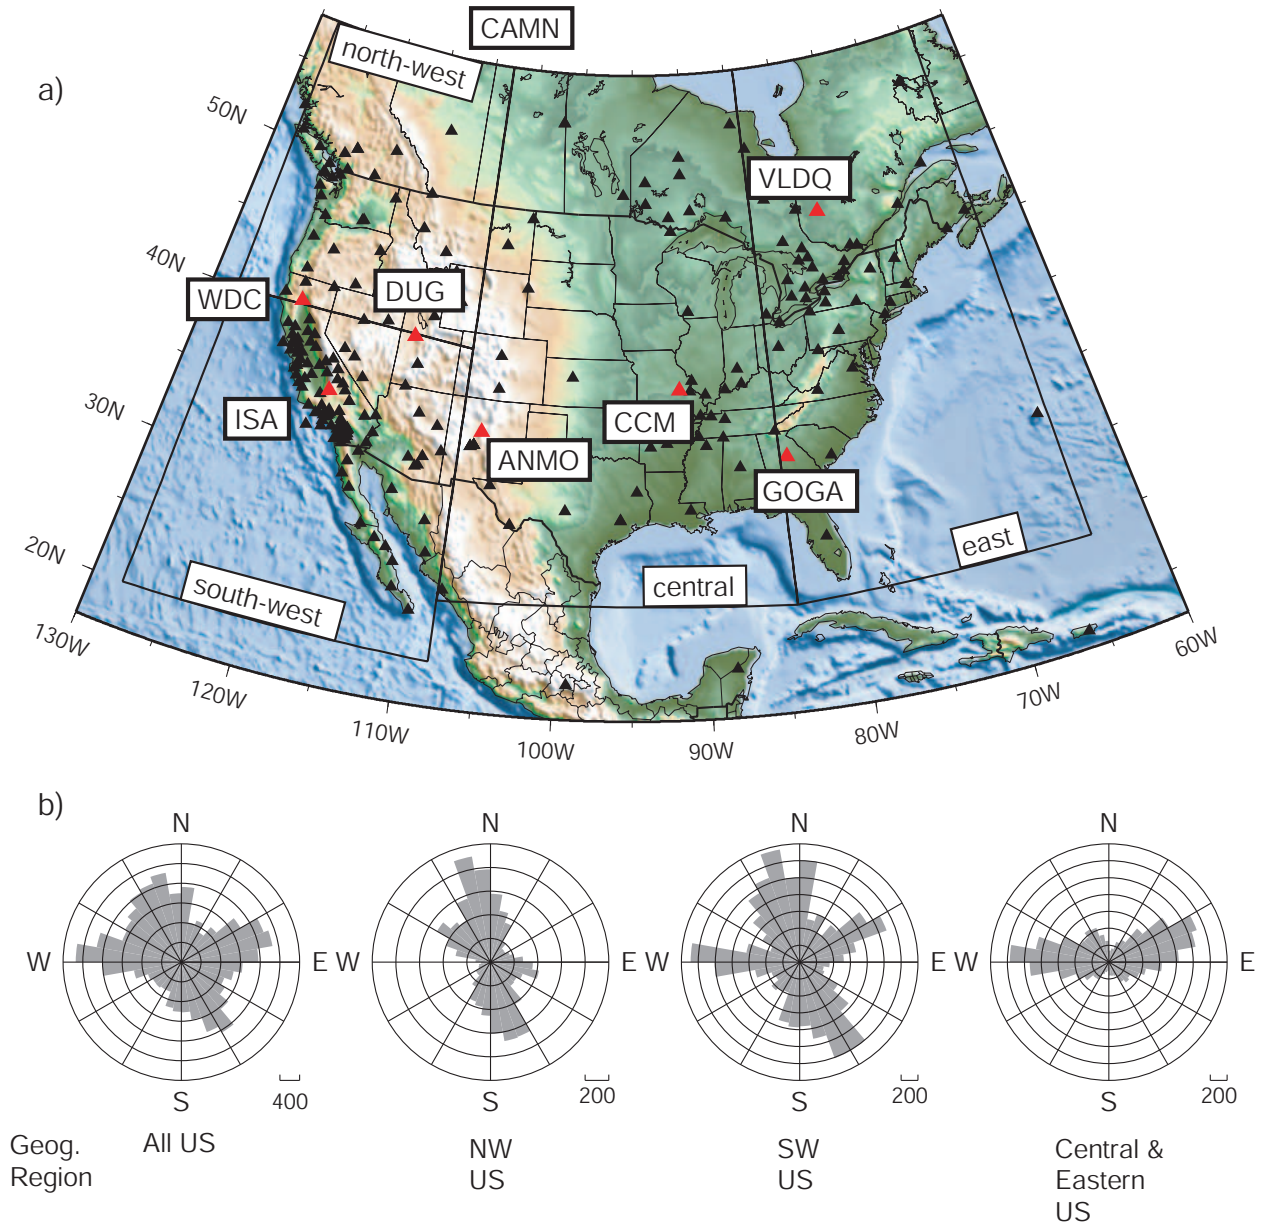 CAMN
a)
north-west
50N
VLDQ
40N
WDC
DUG
30N
ISA
CCM
ANMO
GOGA
20N
east
central
south-west
130W
120W
110W
100W
90W
80W
70W
60W
b)
N N N N
W E W E W E W E
S S S S
400 200 200 200
Geog.
Region
All US
NW
US
SW
US
Central &
Eastern
US